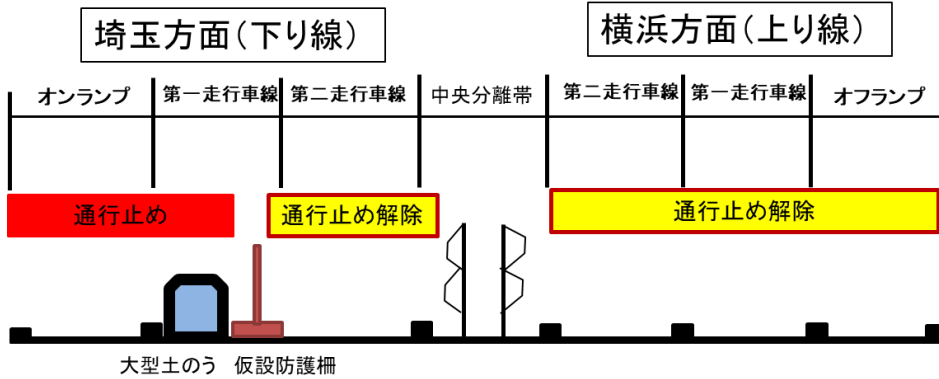 埼玉方面(下り線)
横浜方面(上り線)
オンランプ 第一走行車線 第二走行車線 中央分離帯 第二走行車線 第一走行車線 オフランプ
通行止め 通行止め解除 通行止め解除
大型土のう 仮設防護柵